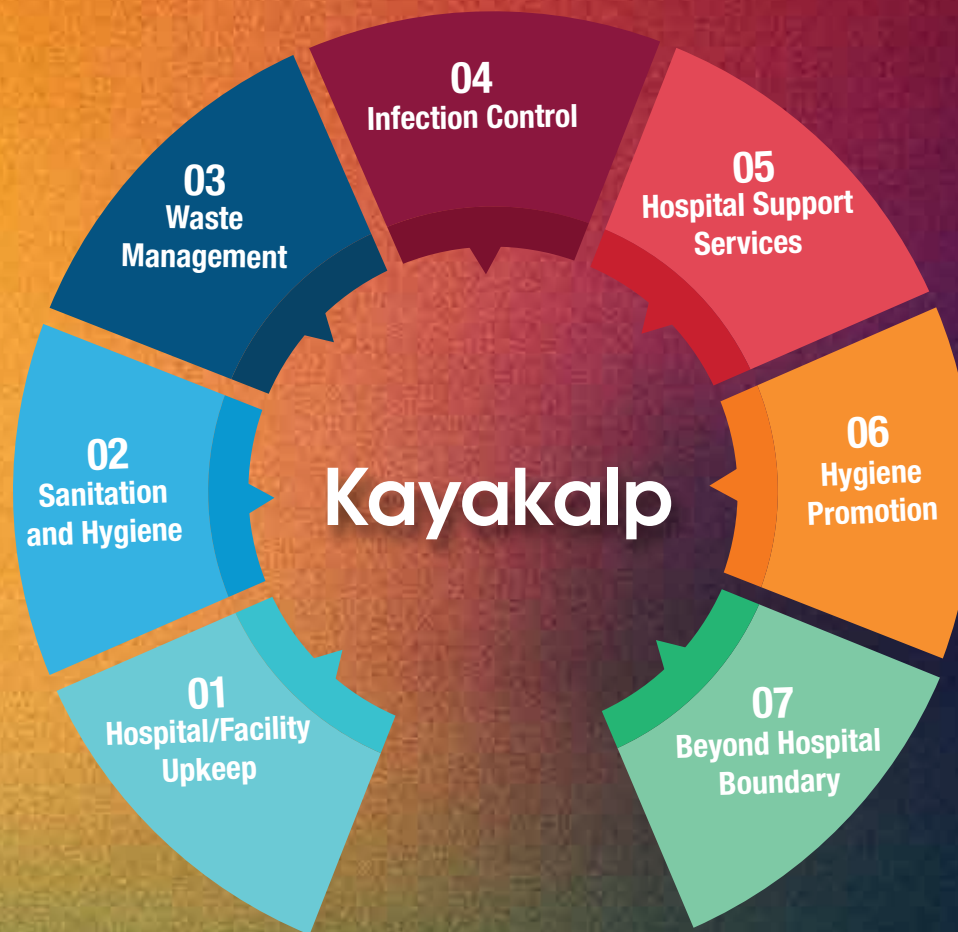 01
Hospital/Facility
Upkeep
02
Sanitation
and Hygiene
03
Waste
Management
04
Infection Control
05
Hospital Support
Services
06
Hygiene
Promotion
07
Beyond Hospital
Boundary
Kayakalp